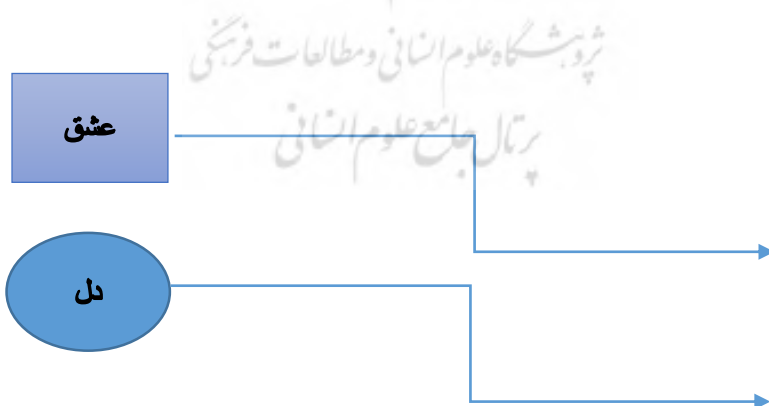 پژوهشگاه علوم انسانی و مطالعات فرهنگی
پرتال جامع علوم انسانی
عشق
دل